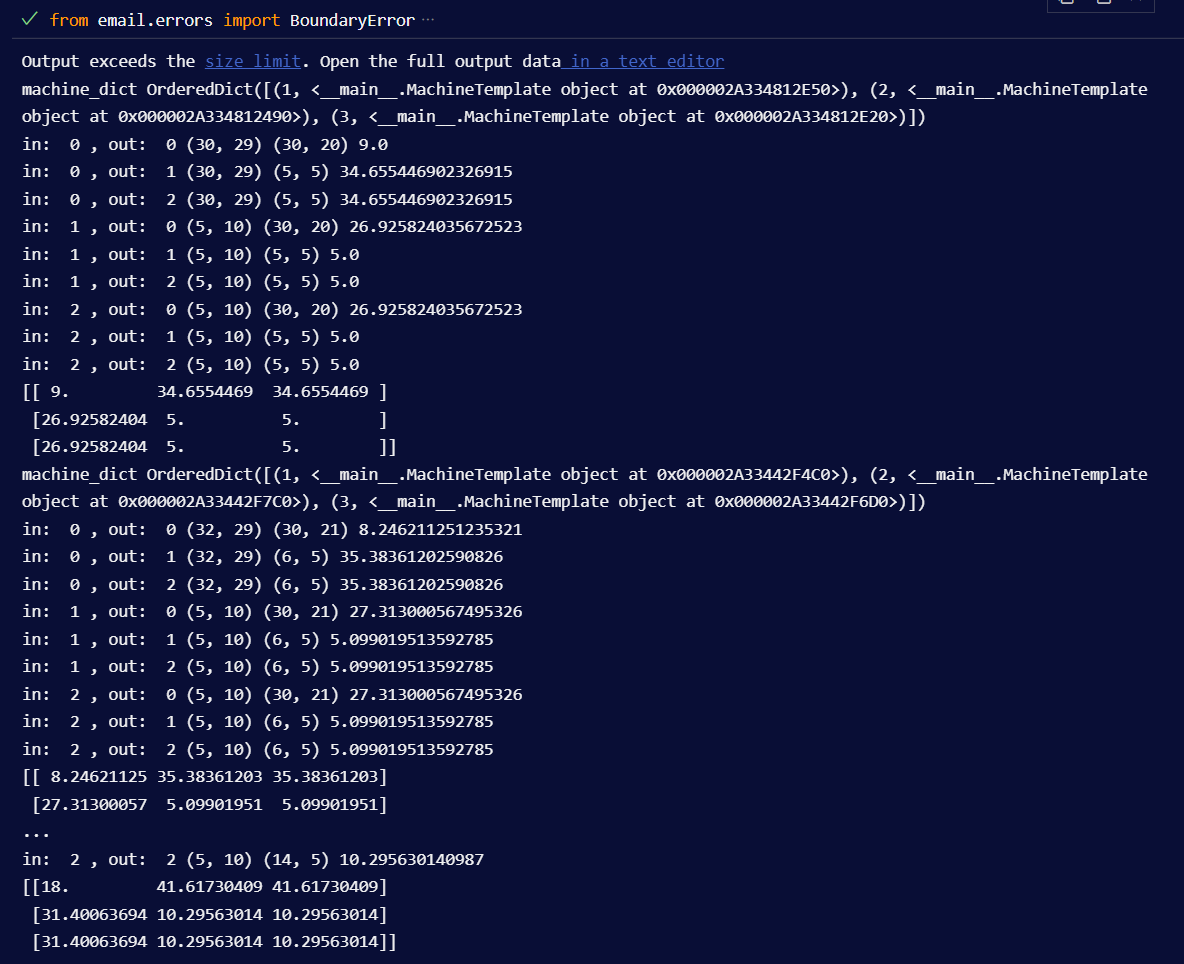 from email.errors import BoundaryError ...
Output exceeds the size limit. Open the full output data in a text editor
machine_dict OrderedDict([(1, <__main__.MachineTemplate object at 0x000002A334812E50>), (2, <__main__.MachineTemplate
object at 0x000002A334812490>), (3, <__main__.MachineTemplate object at 0x000002A334812E20>)])
in:  0 , out:  0 (30, 29) (30, 20) 9.0
in:  0 , out:  1 (30, 29) (5, 5) 34.655446902326915
in:  0 , out:  2 (30, 29) (5, 5) 34.655446902326915
in:  1 , out:  0 (5, 10) (30, 20) 26.925824035672523
in:  1 , out:  1 (5, 10) (5, 5) 5.0
in:  1 , out:  2 (5, 10) (5, 5) 5.0
in:  2 , out:  0 (5, 10) (30, 20) 26.925824035672523
in:  2 , out:  1 (5, 10) (5, 5) 5.0
in:  2 , out:  2 (5, 10) (5, 5) 5.0
[[ 9.         34.6554469  34.6554469 ]
 [26.92582404  5.          5.        ]
 [26.92582404  5.          5.        ]]
machine_dict OrderedDict([(1, <__main__.MachineTemplate object at 0x000002A33442F4C0>), (2, <__main__.MachineTemplate
object at 0x000002A33442F7C0>), (3, <__main__.MachineTemplate object at 0x000002A33442F6D0>)])
in:  0 , out:  0 (32, 29) (30, 21) 8.246211251235321
in:  0 , out:  1 (32, 29) (6, 5) 35.38361202590826
in:  0 , out:  2 (32, 29) (6, 5) 35.38361202590826
in:  1 , out:  0 (5, 10) (30, 21) 27.313000567495326
in:  1 , out:  1 (5, 10) (6, 5) 5.099019513592785
in:  1 , out:  2 (5, 10) (6, 5) 5.099019513592785
in:  2 , out:  0 (5, 10) (30, 21) 27.313000567495326
in:  2 , out:  1 (5, 10) (6, 5) 5.099019513592785
in:  2 , out:  2 (5, 10) (6, 5) 5.099019513592785
[[ 8.24621125 35.38361203 35.38361203]
 [27.31300057  5.09901951  5.09901951]
...
in:  2 , out:  2 (5, 10) (14, 5) 10.295630140987
[[18.         41.61730409 41.61730409]
 [31.40063694 10.29563014 10.29563014]
 [31.40063694 10.29563014 10.29563014]]